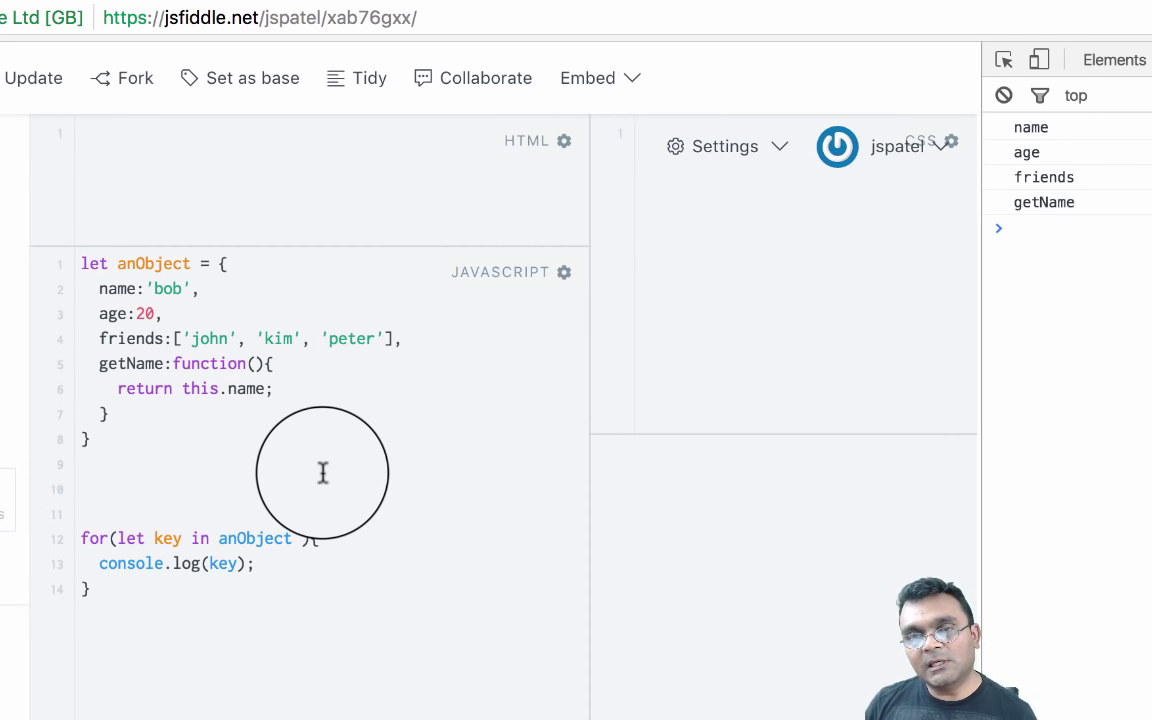 e Ltd [GB] https://jsfiddle.net/jspatel/xab76gxx/
Update Fork Set as base Tidy Collaborate Embed
Elements
top
1 HTML
1 Settings jspatel CSS
name
age
friends
getName
>
JAVASCRIPT
1 let anObject = {
2 name:'bob',
3 age:20,
4 friends:['john', 'kim', 'peter'],
5 getName:function(){
6 return this.name;
7 }
8 }
9
10
11
12 for(let key in anObject ){
13 console.log(key);
14 }
s